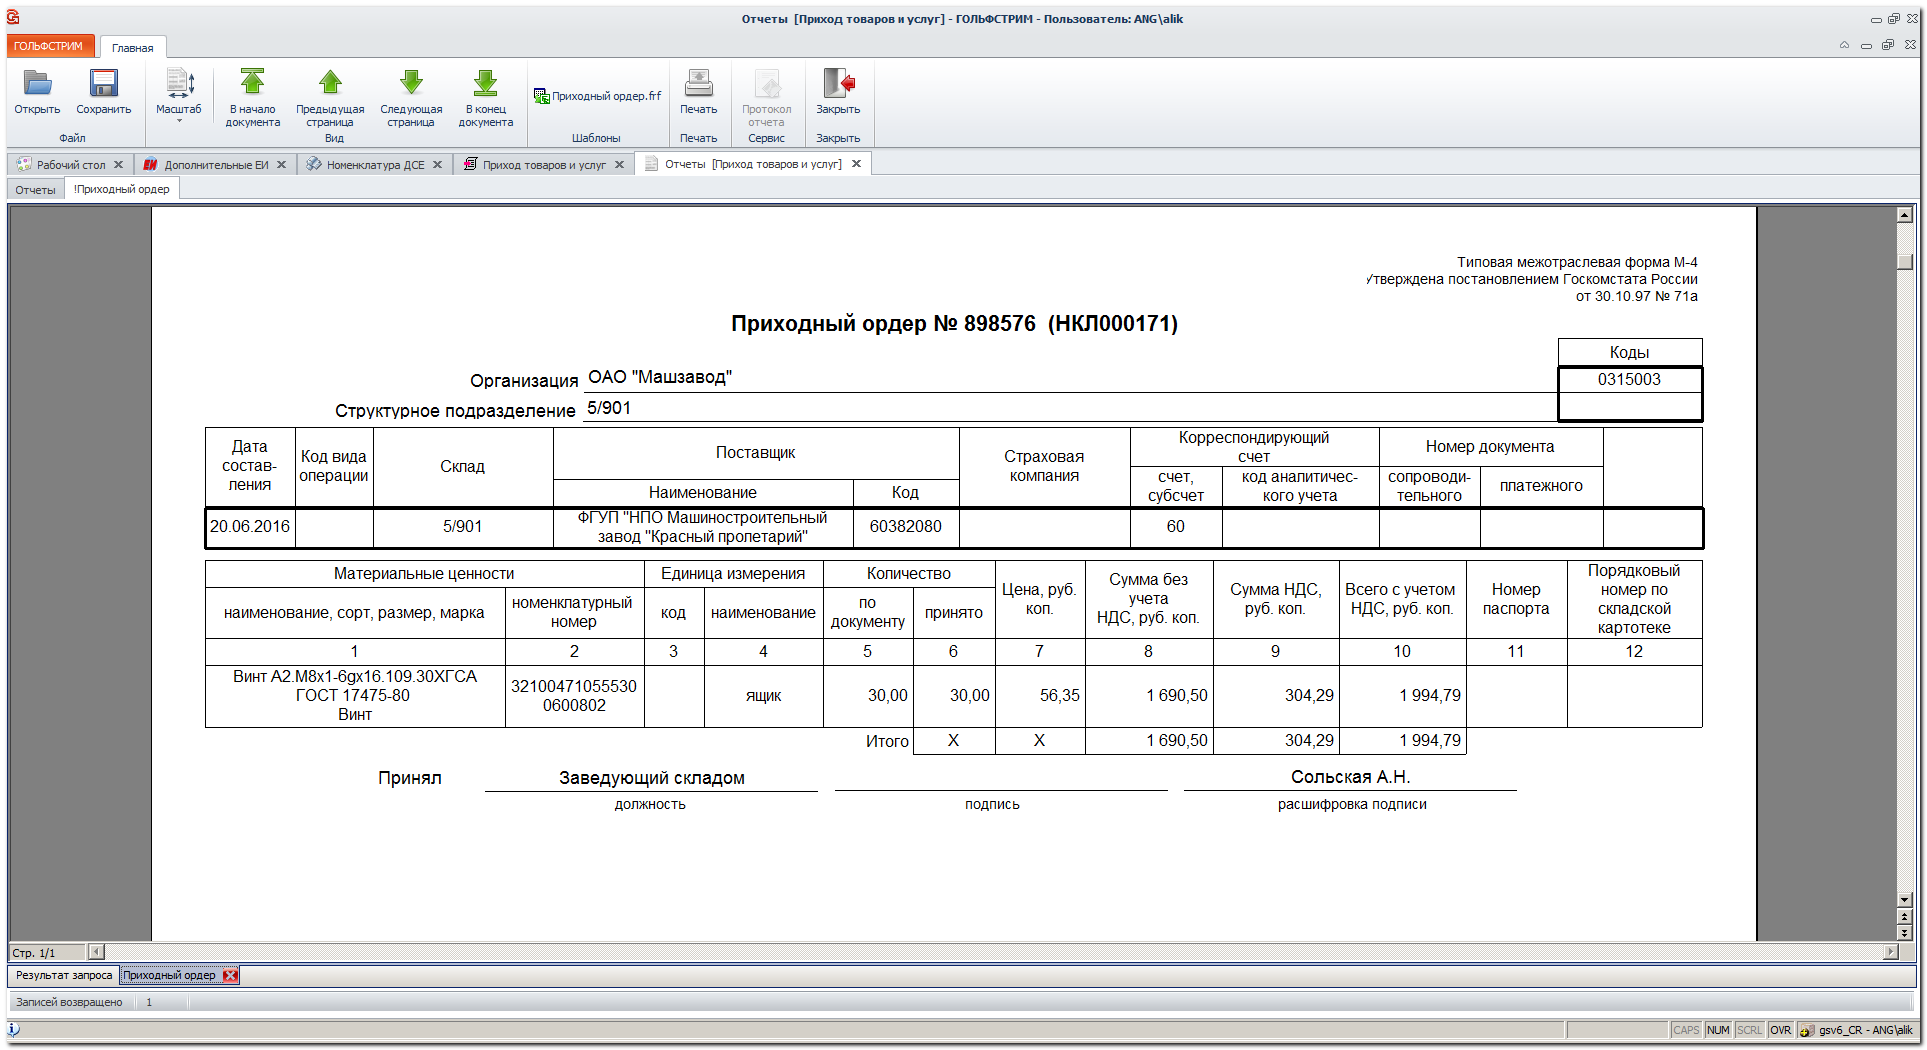 Отчеты [Приход товаров и услуг] - ГОЛЬФСТРИМ - Пользователь: ANG\alik
ГОЛЬФСТРИМ
Главная
Открыть
Сохранить
Масштаб
В начало
документа
Предыдущая
страница
Следующая
страница
В конец
документа
Приходный ордер.frf
Печать
Протокол
отчета
Закрыть
Файл
Вид
Шаблоны
Печать
Сервис
Закрыть
Рабочий стол
ЕИ Дополнительные ЕИ
Номенклатура ДСЕ
Приход товаров и услуг
Отчеты [Приход товаров и услуг]
Отчеты
!Приходный ордер
Типовая межотраслевая форма М-4
Утверждена постановлением Госкомстата России
от 30.10.97 № 71а
Приходный ордер № 898576 (НКЛ000171)
Коды
Организация ОАО "Машзавод"
0315003
Структурное подразделение 5/901
Дата
состав-
ления
Код вида
операции
Склад
Поставщик
Наименование
Код
Страховая
компания
Корреспондирующий
счет
счет,
субсчет
код аналитичес-
кого учета
Номер документа
сопроводи-
тельного
платежного
20.06.2016
5/901
ФГУП "НПО Машиностроительный
завод "Красный пролетарий"
60382080
60
Материальные ценности
наименование, сорт, размер, марка
номенклатурный
номер
Единица измерения
код
наименование
Количество
по
документу
принято
Цена, руб.
коп.
Сумма без
учета
НДС, руб. коп.
Сумма НДС,
руб. коп.
Всего с учетом
НДС, руб. коп.
Номер
паспорта
Порядковый
номер по
складской
картотеке
1 2 3 4 5 6 7 8 9 10 11 12
Винт А2.М8х1-6gх16.109.30ХГСА
ГОСТ 17475-80
Винт
32100471055530
0600802
ящик
30,00
30,00
56,35
1 690,50
304,29
1 994,79
Итого Х Х 1 690,50 304,29 1 994,79
Принял
Заведующий складом
Сольская А.Н.
должность
подпись
расшифровка подписи
Стр. 1/1
Результат запроса
Приходный ордер
Записей возвращено 1
CAPS NUM SCRL OVR gsv6_CR - ANG\alik